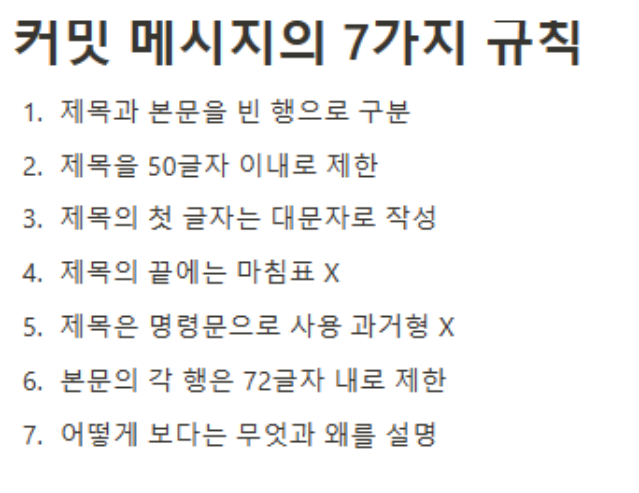 커밋 메시지의 7가지 규칙
1. 제목과 본문을 빈 행으로 구분
2. 제목을 50글자 이내로 제한
3. 제목의 첫 글자는 대문자로 작성
4. 제목의 끝에는 마침표 X
5. 제목은 명령문으로 사용 과거형 X
6. 본문의 각 행은 72글자 내로 제한
7. 어떻게 보다는 무엇과 왜를 설명